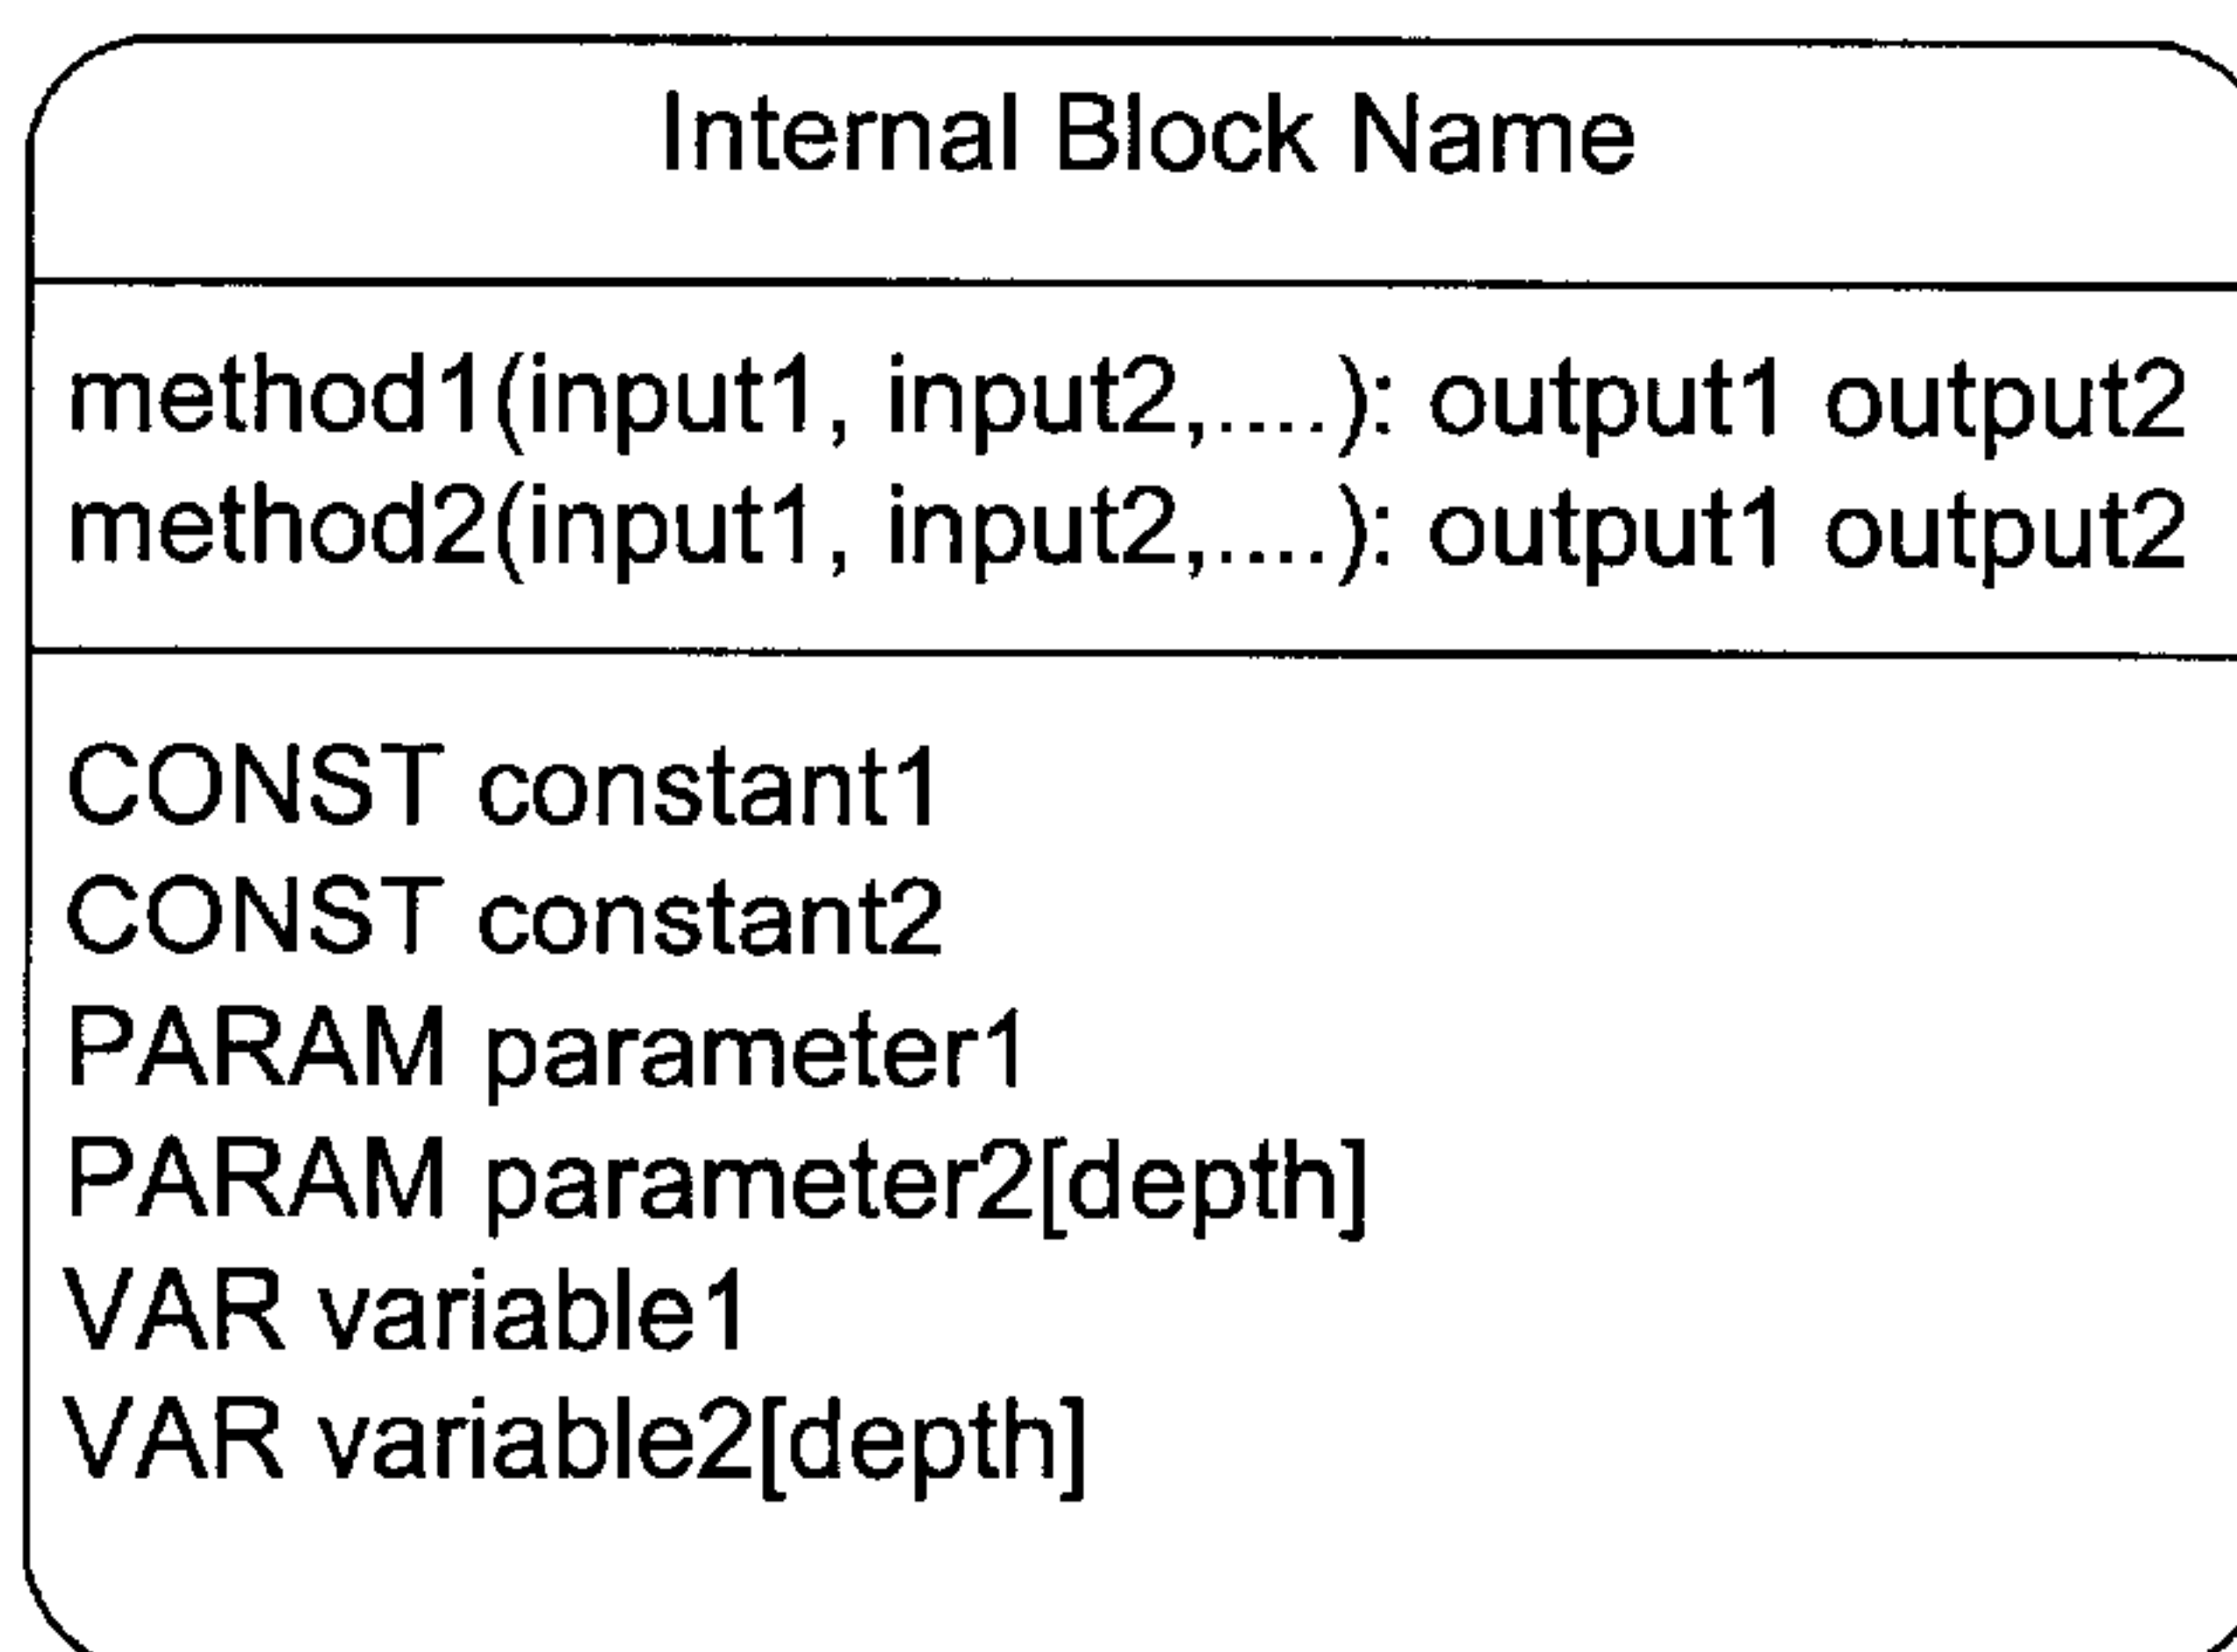 Internal Block Name
method1(input1, input2,....): output1 output2
method2(input1, input2,....): output1 output2
CONST constant1
CONST constant2
PARAM parameter1
PARAM parameter2[depth]
VAR variable1
VAR variable2[depth]